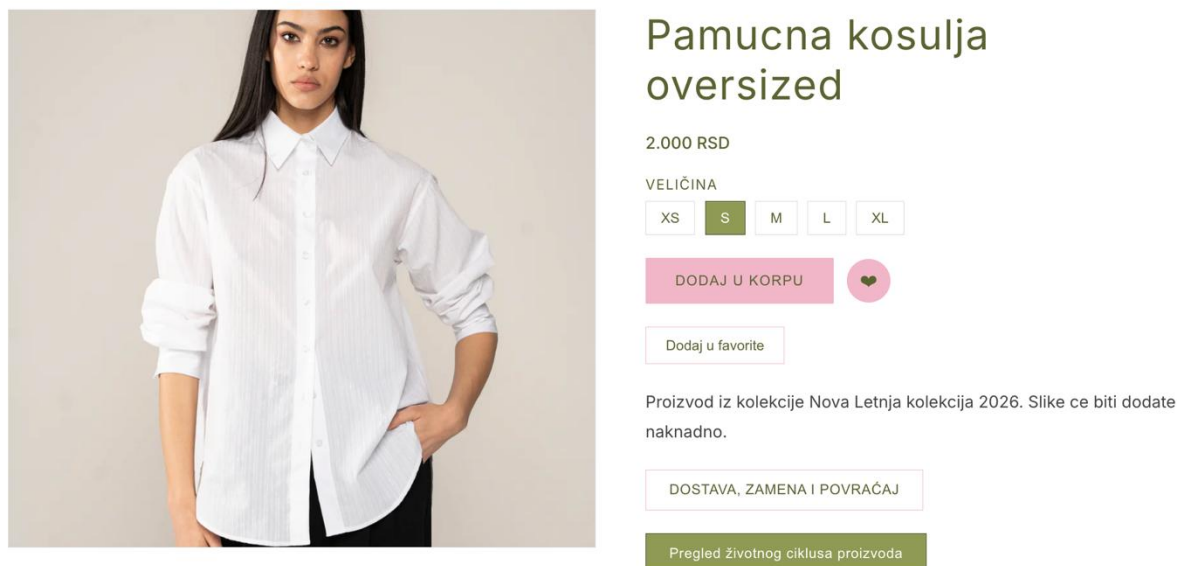 Pamucna kosulja
oversized
2.000 RSD
VELIČINA
XS S M L XL
DODAJ U KORPU
Dodaj u favorite
Proizvod iz kolekcije Nova Letnja kolekcija 2026. Slike ce biti dodate
naknadno.
DOSTAVA, ZAMENA I POVRAĆAJ
Pregled životnog ciklusa proizvoda